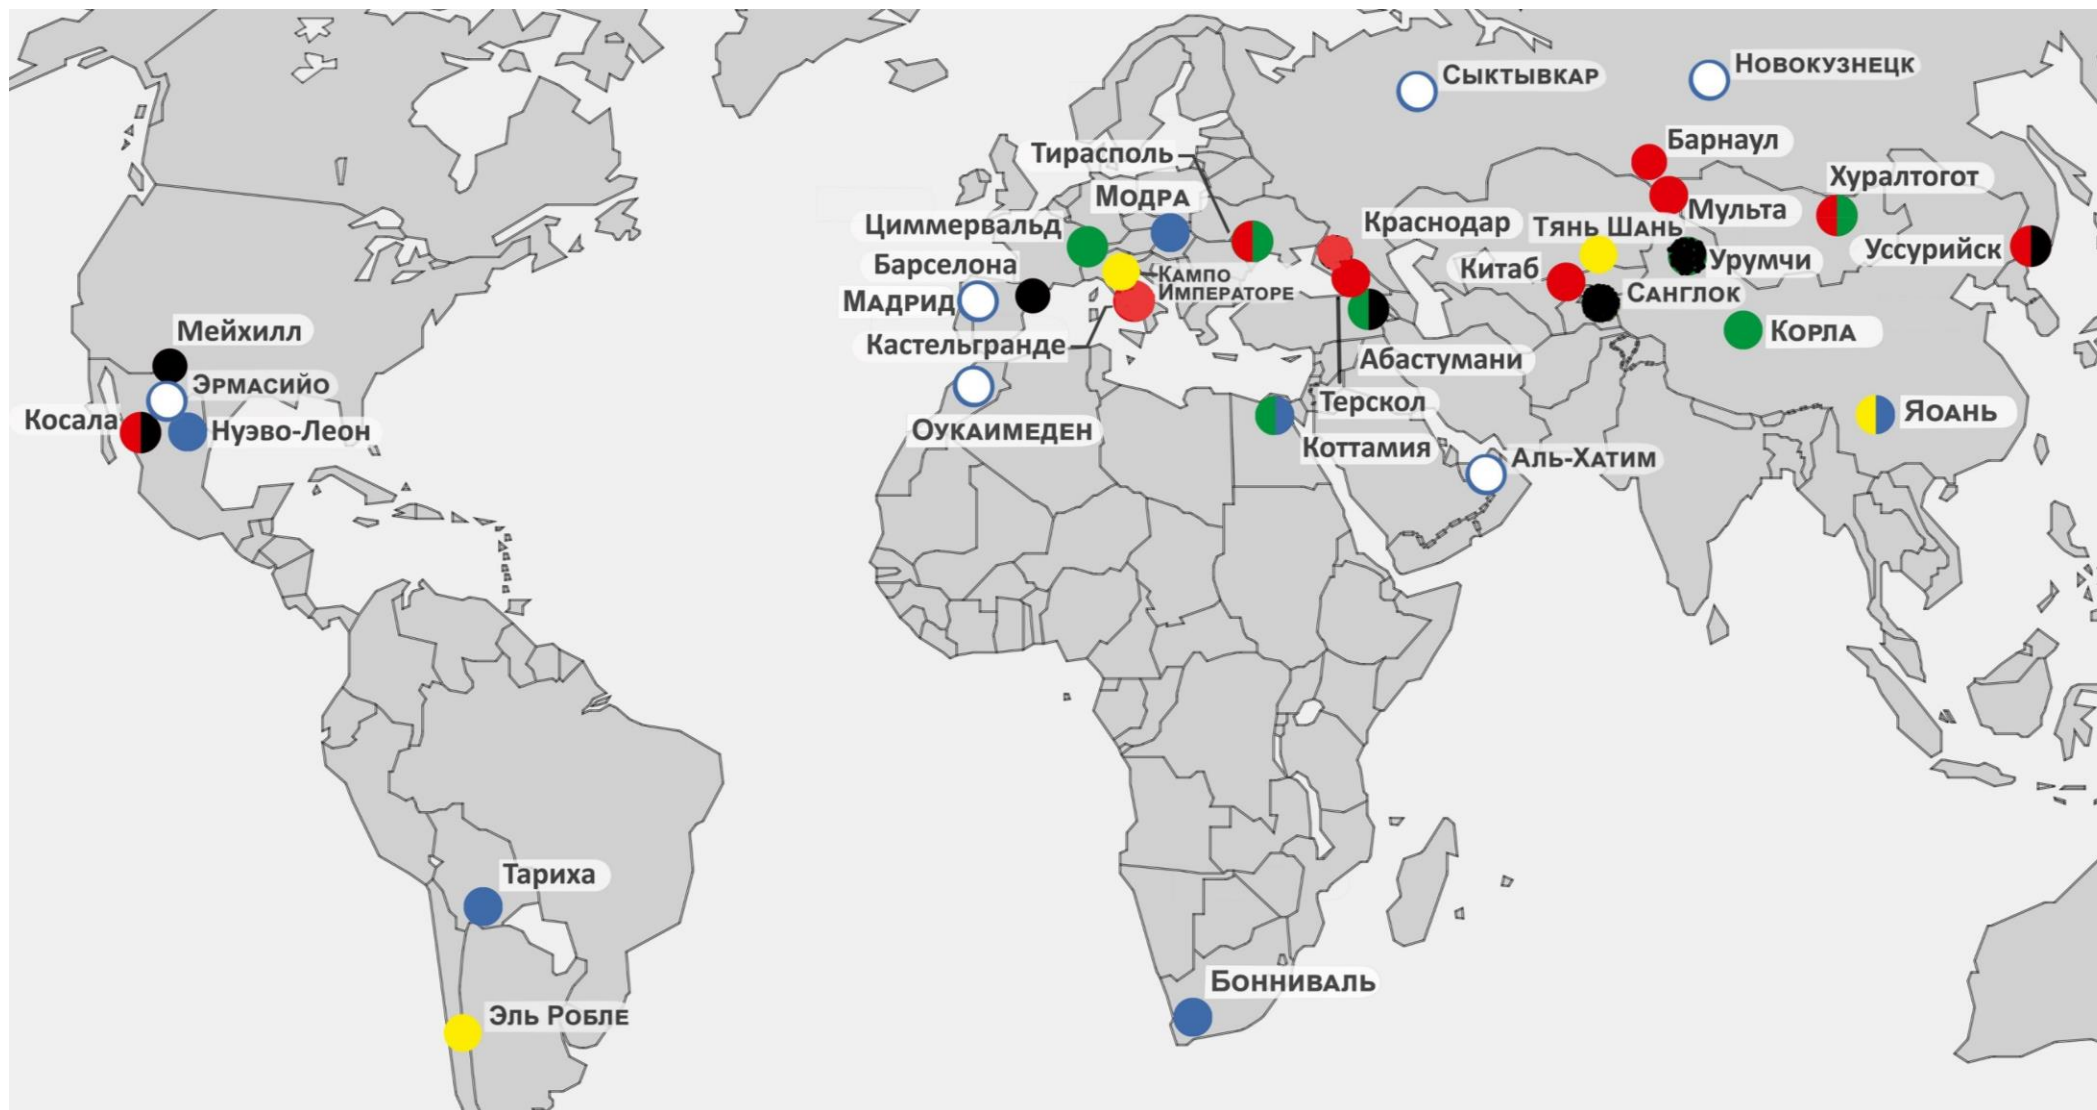 Сыктывкар
Новокузнецк
Тирасполь
Барнаул
Модра
Хуралтогот
Циммервальд
Краснодар
Мульта
Тянь Шань
Уссурийск
Барселона
Китаб
Урумчи
Кампо
Императоре
Мадрид
Санглок
Мейхилл
Корла
Кастельгранде
Абастумани
Эрмасийо
Терскол
Косала
Нуэво-Леон
Яоань
Оукаимеден
Коттамия
Аль-Хатим
Тариха
Бонниваль
Эль Робле